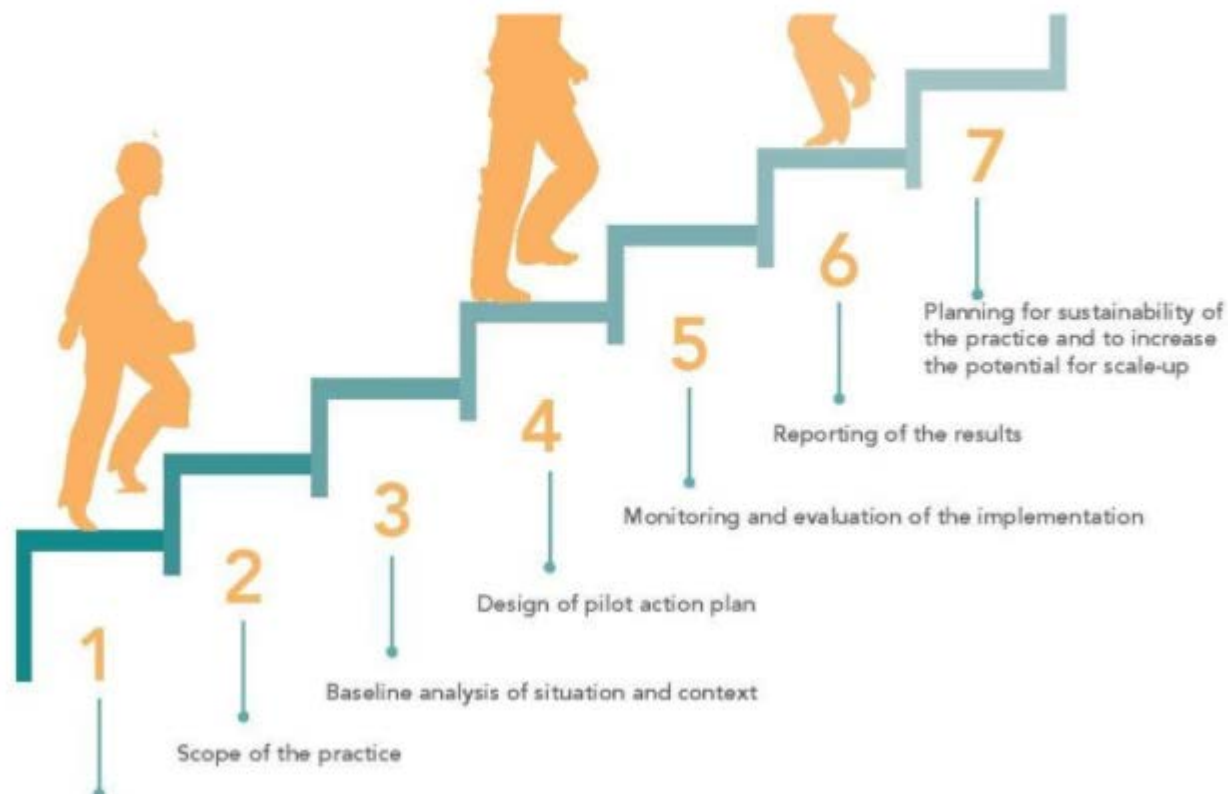 7
6
Planning for sustainability of
the practice and to increase
the potential for scale-up
5
Reporting of the results
4
Monitoring and evaluation of the implementation
3
Design of pilot action plan
2
Baseline analysis of situation and context
1
Scope of the practice